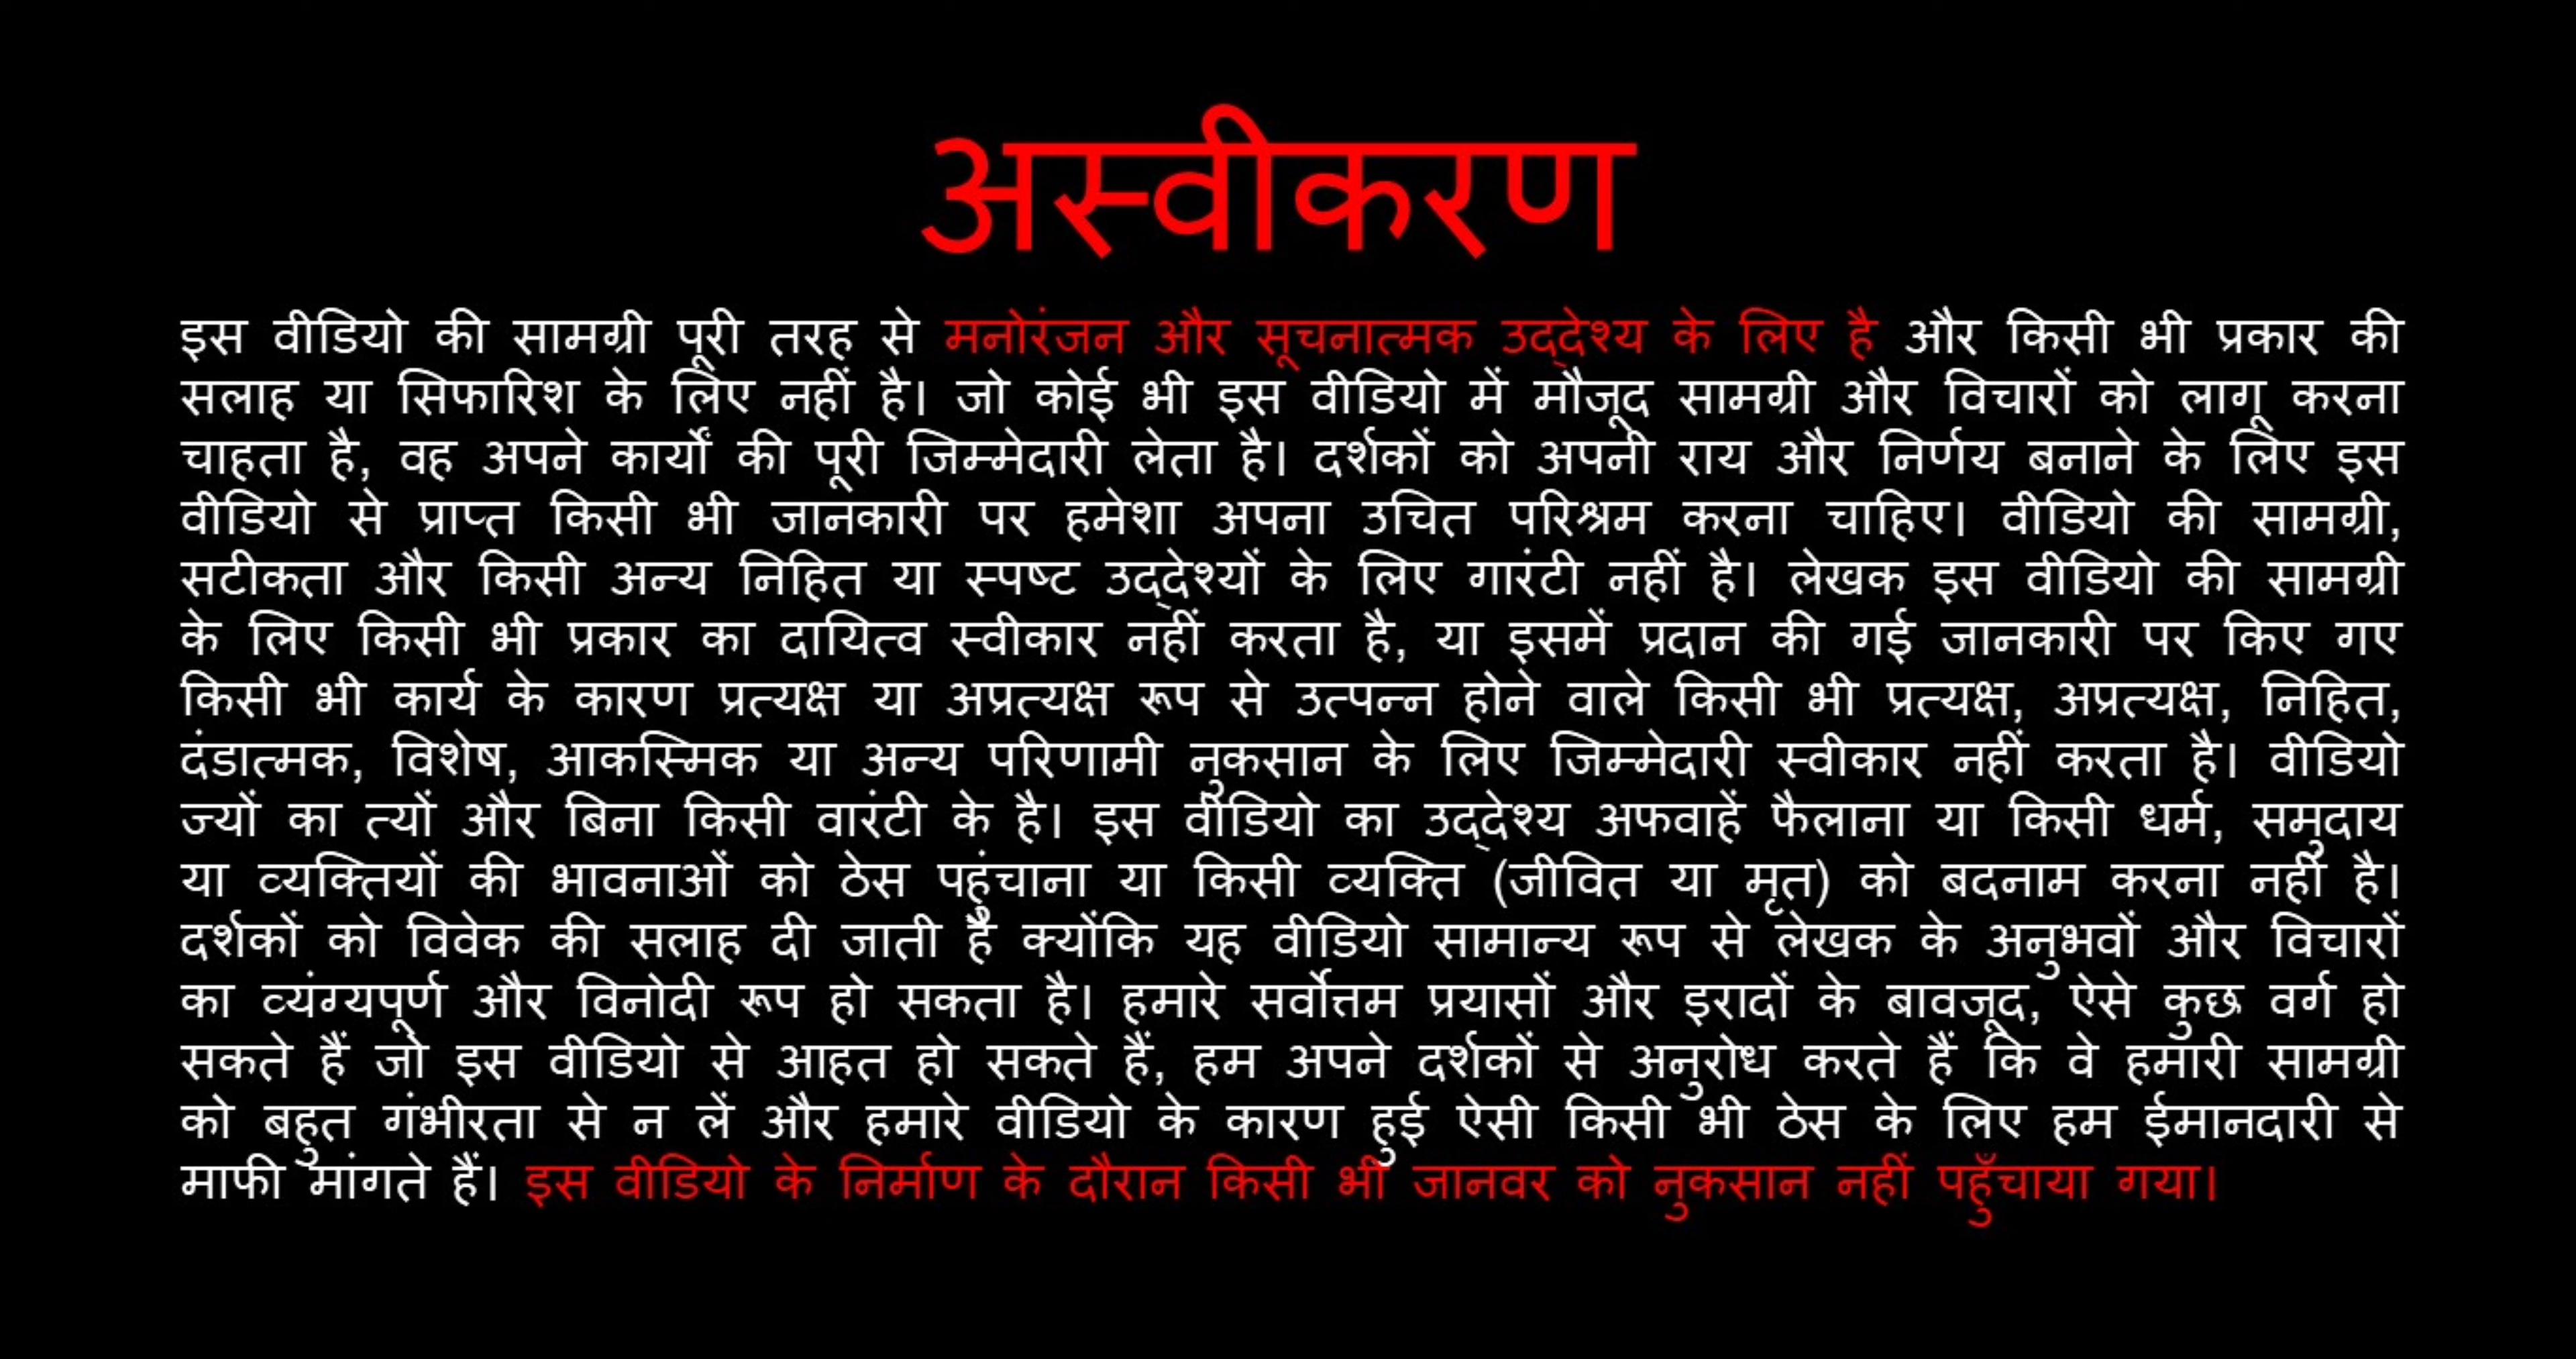 अस्वीकरण
इस वीडियो की सामग्री पूरी तरह से मनोरंजन और सूचनात्मक उद्देश्य के लिए है और किसी भी प्रकार की
सलाह या सिफारिश के लिए नहीं है। जो कोई भी इस वीडियो में मौजूद सामग्री और विचारों को लागू करना
चाहता है, वह अपने कार्यों की पूरी जिम्मेदारी लेता है। दर्शकों को अपनी राय और निर्णय बनाने के लिए इस
वीडियो से प्राप्त किसी भी जानकारी पर हमेशा अपना उचित परिश्रम करना चाहिए। वीडियो की सामग्री,
सटीकता और किसी अन्य निहित या स्पष्ट उद्देश्यों के लिए गारंटी नहीं है। लेखक इस वीडियो की सामग्री
के लिए किसी भी प्रकार का दायित्व स्वीकार नहीं करता है, या इसमें प्रदान की गई जानकारी पर किए गए
किसी भी कार्य के कारण प्रत्यक्ष या अप्रत्यक्ष रूप से उत्पन्न होने वाले किसी भी प्रत्यक्ष, अप्रत्यक्ष, निहित,
दंडात्मक, विशेष, आकस्मिक या अन्य परिणामी नुकसान के लिए जिम्मेदारी स्वीकार नहीं करता है। वीडियो
ज्यों का त्यों और बिना किसी वारंटी के है। इस वीडियो का उद्देश्य अफवाहें फैलाना या किसी धर्म, समुदाय
या व्यक्तियों की भावनाओं को ठेस पहुंचाना या किसी व्यक्ति (जीवित या मृत) को बदनाम करना नहीं है।
दर्शकों को विवेक की सलाह दी जाती है क्योंकि यह वीडियो सामान्य रूप से लेखक के अनुभवों और विचारों
का व्यंग्यपूर्ण और विनोदी रूप हो सकता है। हमारे सर्वोत्तम प्रयासों और इरादों के बावजूद, ऐसे कुछ वर्ग हो
सकते हैं जो इस वीडियो से आहत हो सकते हैं, हम अपने दर्शकों से अनुरोध करते हैं कि वे हमारी सामग्री
को बहुत गंभीरता से न लें और हमारे वीडियो के कारण हुई ऐसी किसी भी ठेस के लिए हम ईमानदारी से
माफी मांगते हैं। इस वीडियो के निर्माण के दौरान किसी भी जानवर को नुकसान नहीं पहुँचाया गया।